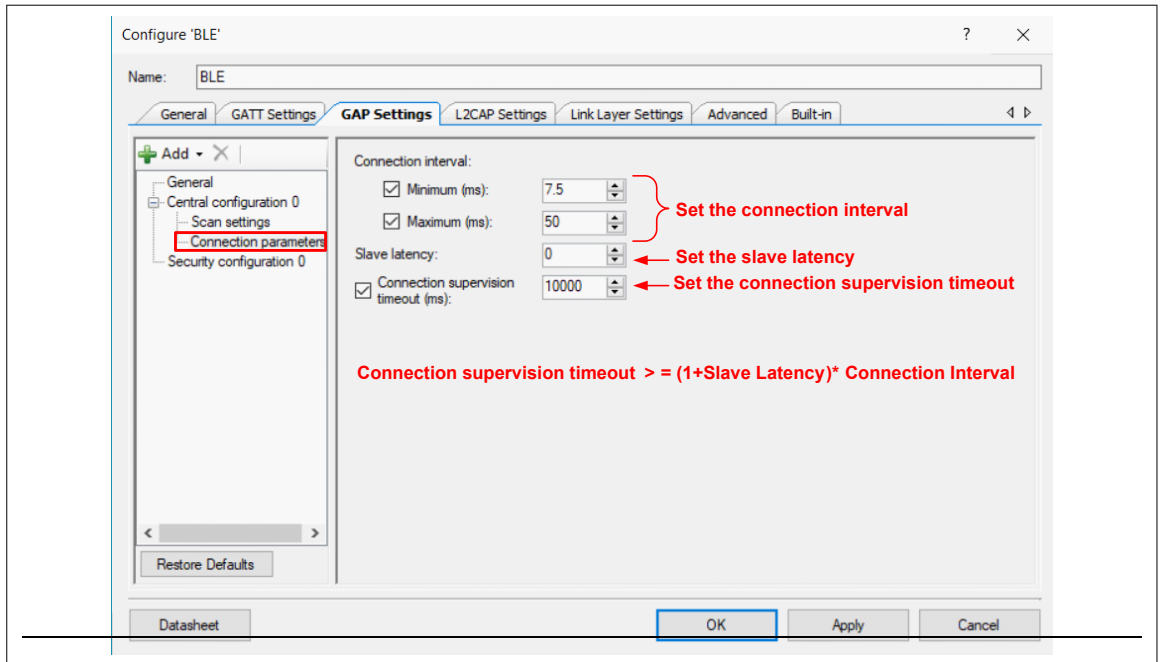 Configure 'BLE'
?
Name:
BLE
General
GATT Settings
GAP Settings
L2CAP Settings
Link Layer Settings
Advanced
Built-in
Add
General
Central configuration 0
Scan settings
Connection parameters
Security configuration 0
Restore Defaults
Connection interval:
Minimum (ms):
7.5
Maximum (ms):
50
Set the connection interval
Slave latency:
0
Set the slave latency
Connection supervision
timeout (ms):
10000
Set the connection supervision timeout
Connection supervision timeout > = (1+Slave Latency)* Connection Interval
Datasheet
OK
Apply
Cancel